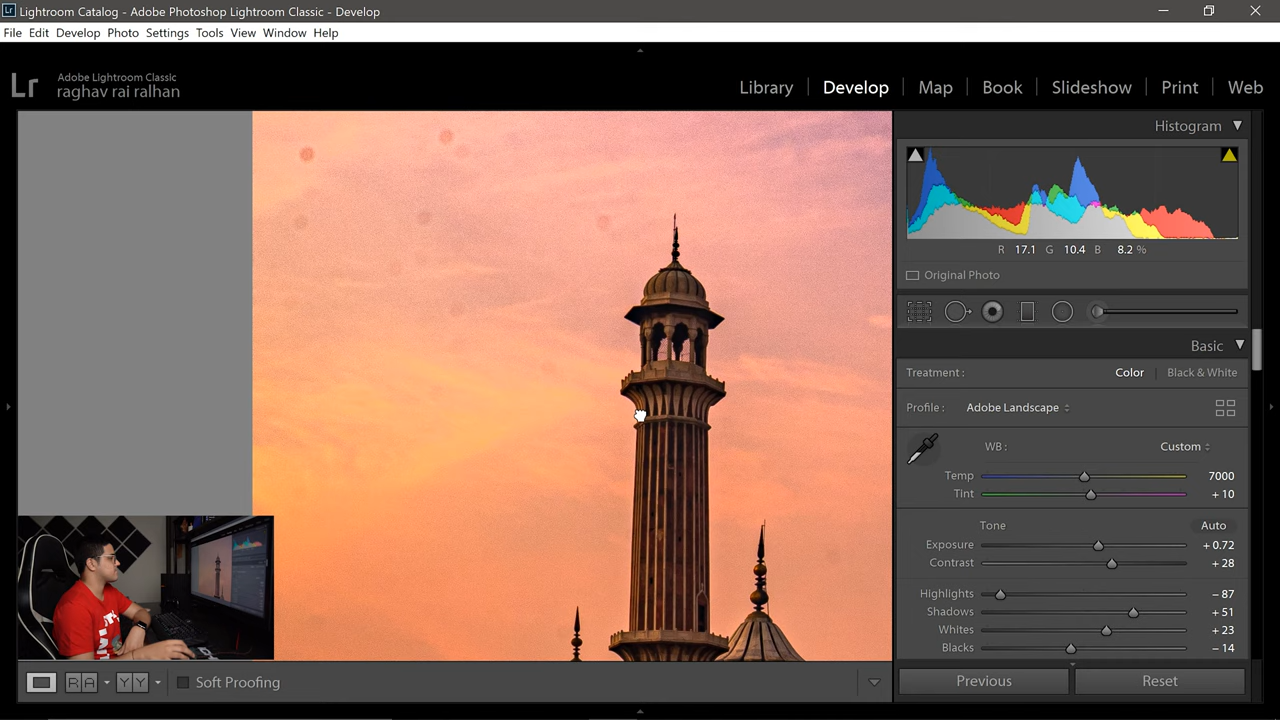 Lr Lightroom Catalog - Adobe Photoshop Lightroom Classic - Develop
File Edit Develop Photo Settings Tools View Window Help
Lr Adobe Lightroom Classic
raghav rai ralhan
Library Develop Map Book Slideshow Print Web
Histogram
R 17.1 G 10.4 B 8.2 %
Original Photo
Basic
Treatment : Color Black & White
Profile : Adobe Landscape
WB : Custom
Temp 7000
Tint + 10
Tone Auto
Exposure + 0.72
Contrast + 28
Highlights – 87
Shadows + 51
Whites + 23
Blacks – 14
R A Y Y Soft Proofing
Previous Reset